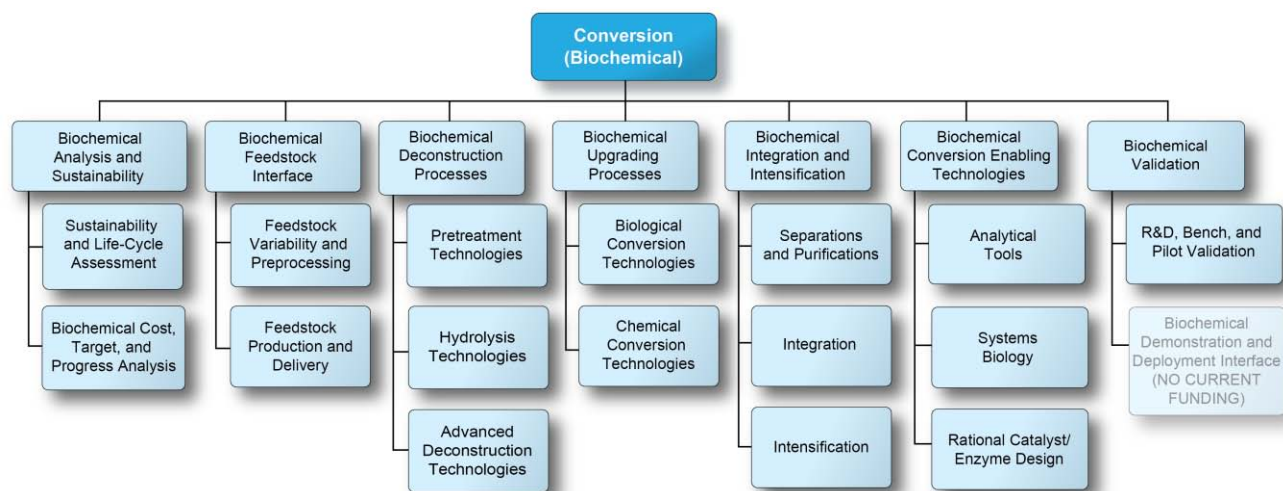 Conversion
(Biochemical)
Biochemical
Analysis and
Sustainability
Sustainability
and Life-Cycle
Assessment
Biochemical Cost,
Target, and
Progress Analysis
Biochemical
Feedstock
Interface
Feedstock
Variability and
Preprocessing
Feedstock
Production and
Delivery
Biochemical
Deconstruction
Processes
Pretreatment
Technologies
Hydrolysis
Technologies
Advanced
Deconstruction
Technologies
Biochemical
Upgrading
Processes
Biological
Conversion
Technologies
Chemical
Conversion
Technologies
Biochemical
Integration and
Intensification
Separations
and Purifications
Integration
Intensification
Biochemical
Conversion Enabling
Technologies
Analytical
Tools
Systems
Biology
Rational Catalyst/
Enzyme Design
Biochemical
Validation
R&D, Bench, and
Pilot Validation
Biochemical
Demonstration and
Deployment Interface
(NO CURRENT
FUNDING)